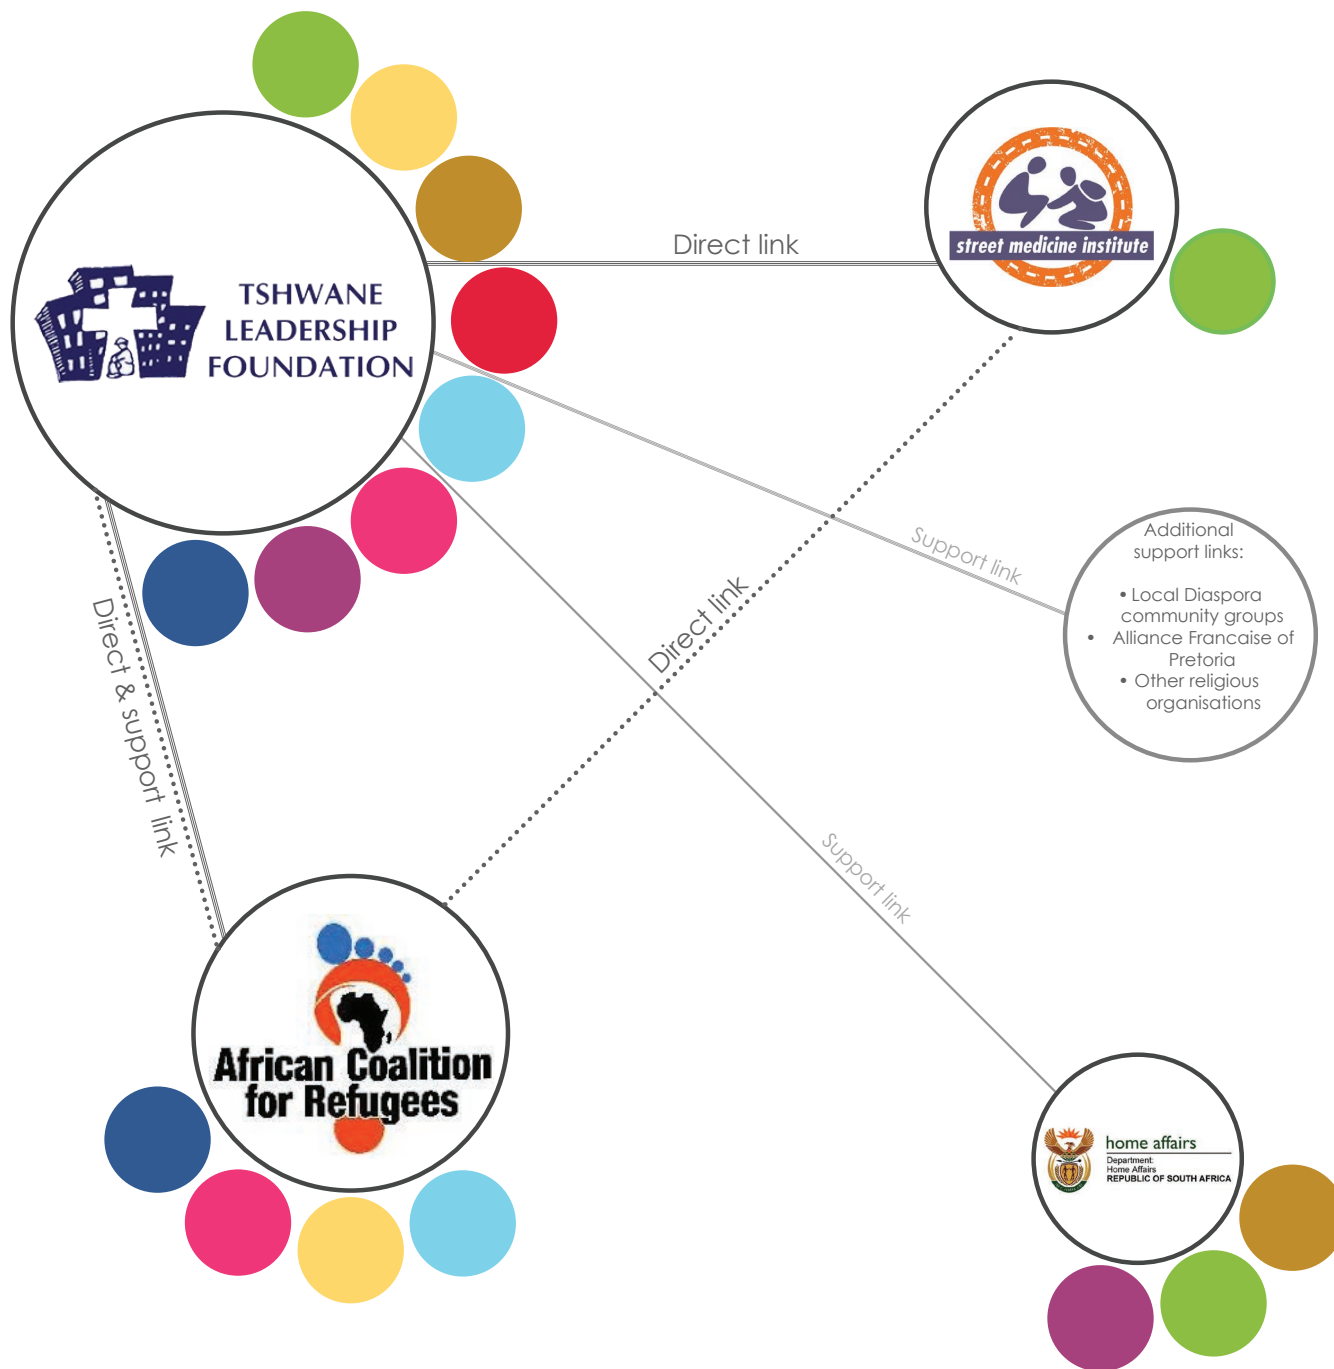 TSHWANE
LEADERSHIP
FOUNDATION
Direct link
street medicine institute
Support link
Additional
support links:
• Local Diaspora
community groups
• Alliance Francaise of
Pretoria
• Other religious
organisations
Direct link
Direct & support link
Support link
African Coalition
for Refugees
home affairs
Department:
Home Affairs
REPUBLIC OF SOUTH AFRICA